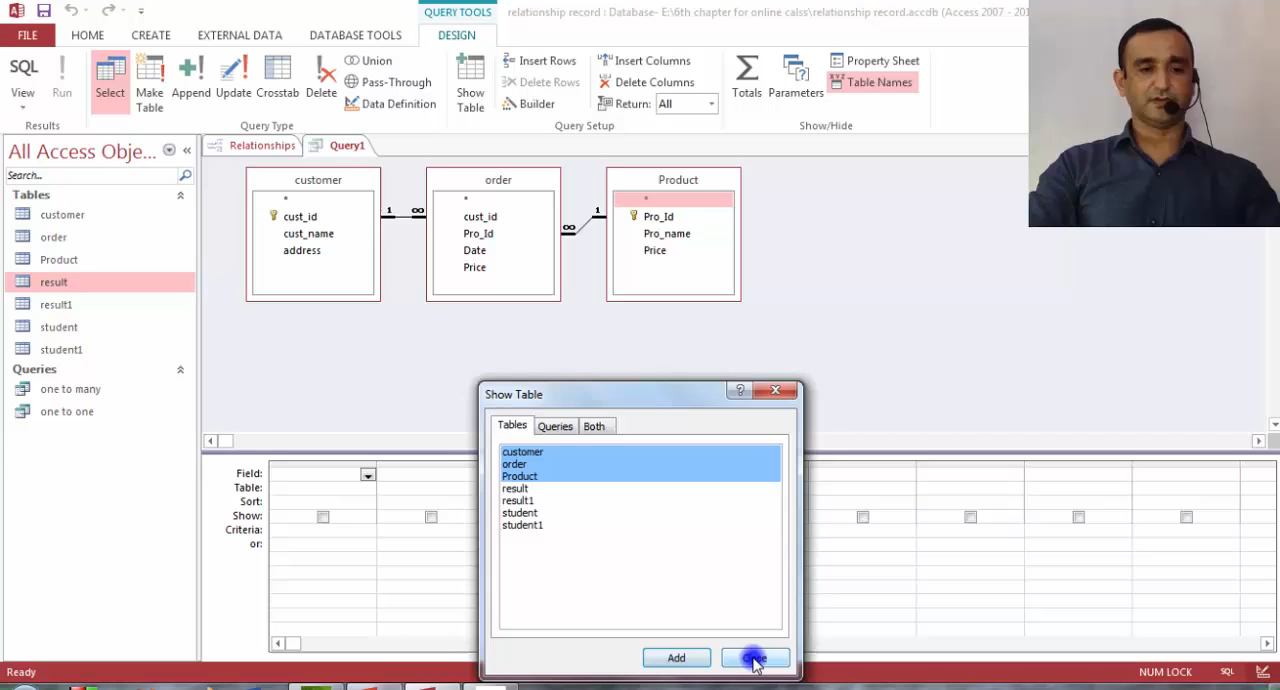 QUERY TOOLS
relationship record : Database- E:\6th chapter for online calss\relationship record.accdb (Access 2007 - 201
FILE
HOME
CREATE
EXTERNAL DATA
DATABASE TOOLS
DESIGN
SQL
View
Run
Select
Make Table
Append
Update
Crosstab
Delete
Union
Pass-Through
Data Definition
Show Table
Insert Rows
Delete Rows
Builder
Insert Columns
Delete Columns
Return: All
Totals
Parameters
Property Sheet
Table Names
Results
Query Type
Query Setup
Show/Hide
All Access Obje...
Search...
Tables
customer
order
Product
result
result1
student
student1
Queries
one to many
one to one
Relationships
Query1
customer
*
cust_id
cust_name
address
1 ∞
order
*
cust_id
Pro_Id
Date
Price
∞ 1
Product
*
Pro_Id
Pro_name
Price
Field:
Table:
Sort:
Show:
Criteria:
or:
Show Table
?
Tables
Queries
Both
customer
order
Product
result
result1
student
student1
Add
Close
Ready
NUM LOCK
SQL